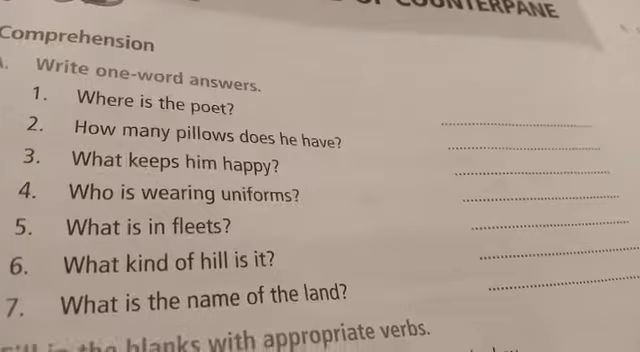 OF COUNTERPANE
Comprehension
Write one-word answers.
1. Where is the poet?
2. How many pillows does he have?
3. What keeps him happy?
4. Who is wearing uniforms?
5. What is in fleets?
6. What kind of hill is it?
7. What is the name of the land?
in the blanks with appropriate verbs.